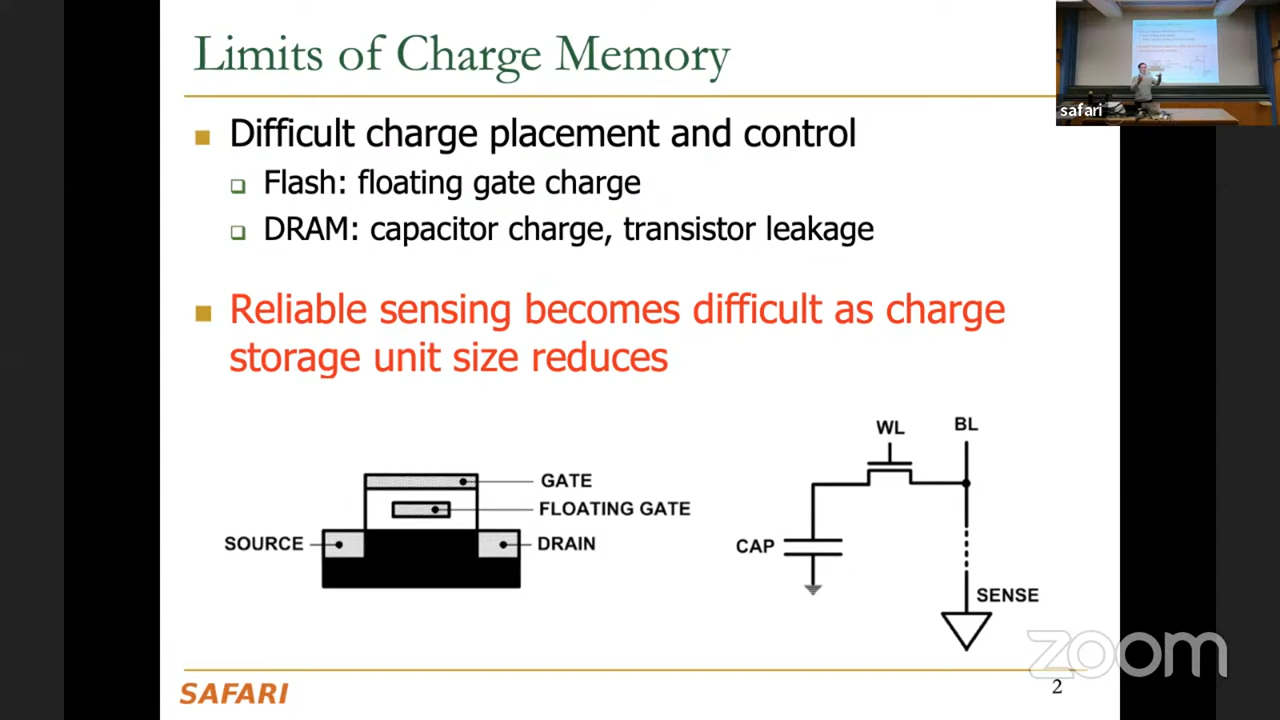 Limits of Charge Memory
safari
Difficult charge placement and control
Flash: floating gate charge
DRAM: capacitor charge, transistor leakage
Reliable sensing becomes difficult as charge
storage unit size reduces
GATE
FLOATING GATE
SOURCE
DRAIN
WL
BL
CAP
SENSE
zoom
SAFARI
2